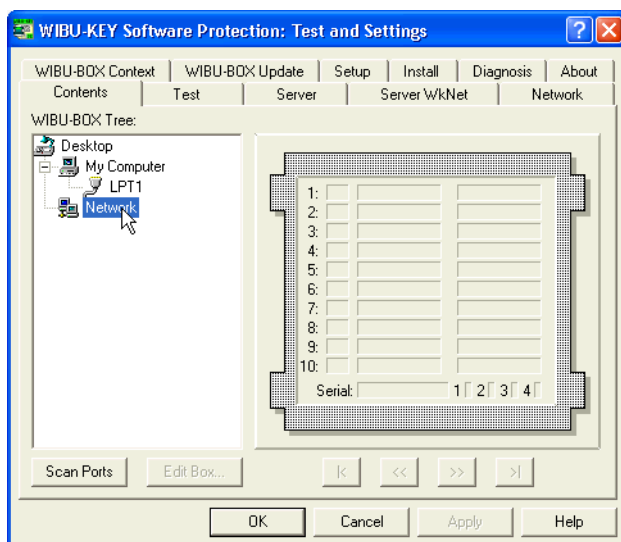 WIBU-KEY Software Protection: Test and Settings
WIBU-BOX Context WIBU-BOX Update Setup Install Diagnosis About
Contents Test Server Server WkNet Network
WIBU-BOX Tree:
Desktop
My Computer
LPT1
Network
1:
2:
3:
4:
5:
6:
7:
8:
9:
10:
Serial: 1 2 3 4
Scan Ports Edit Box... |< << >> >|
OK Cancel Apply Help